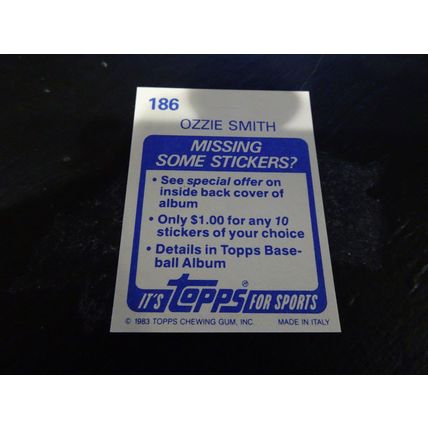 186
OZZIE SMITH
MISSING
SOME STICKERS?
• See special offer on
inside back cover of
album
• Only $1.00 for any 10
stickers of your choice
• Details in Topps Base-
ball Album
IT'S topps® FOR SPORTS
© 1983 TOPPS CHEWING GUM, INC. MADE IN ITALY